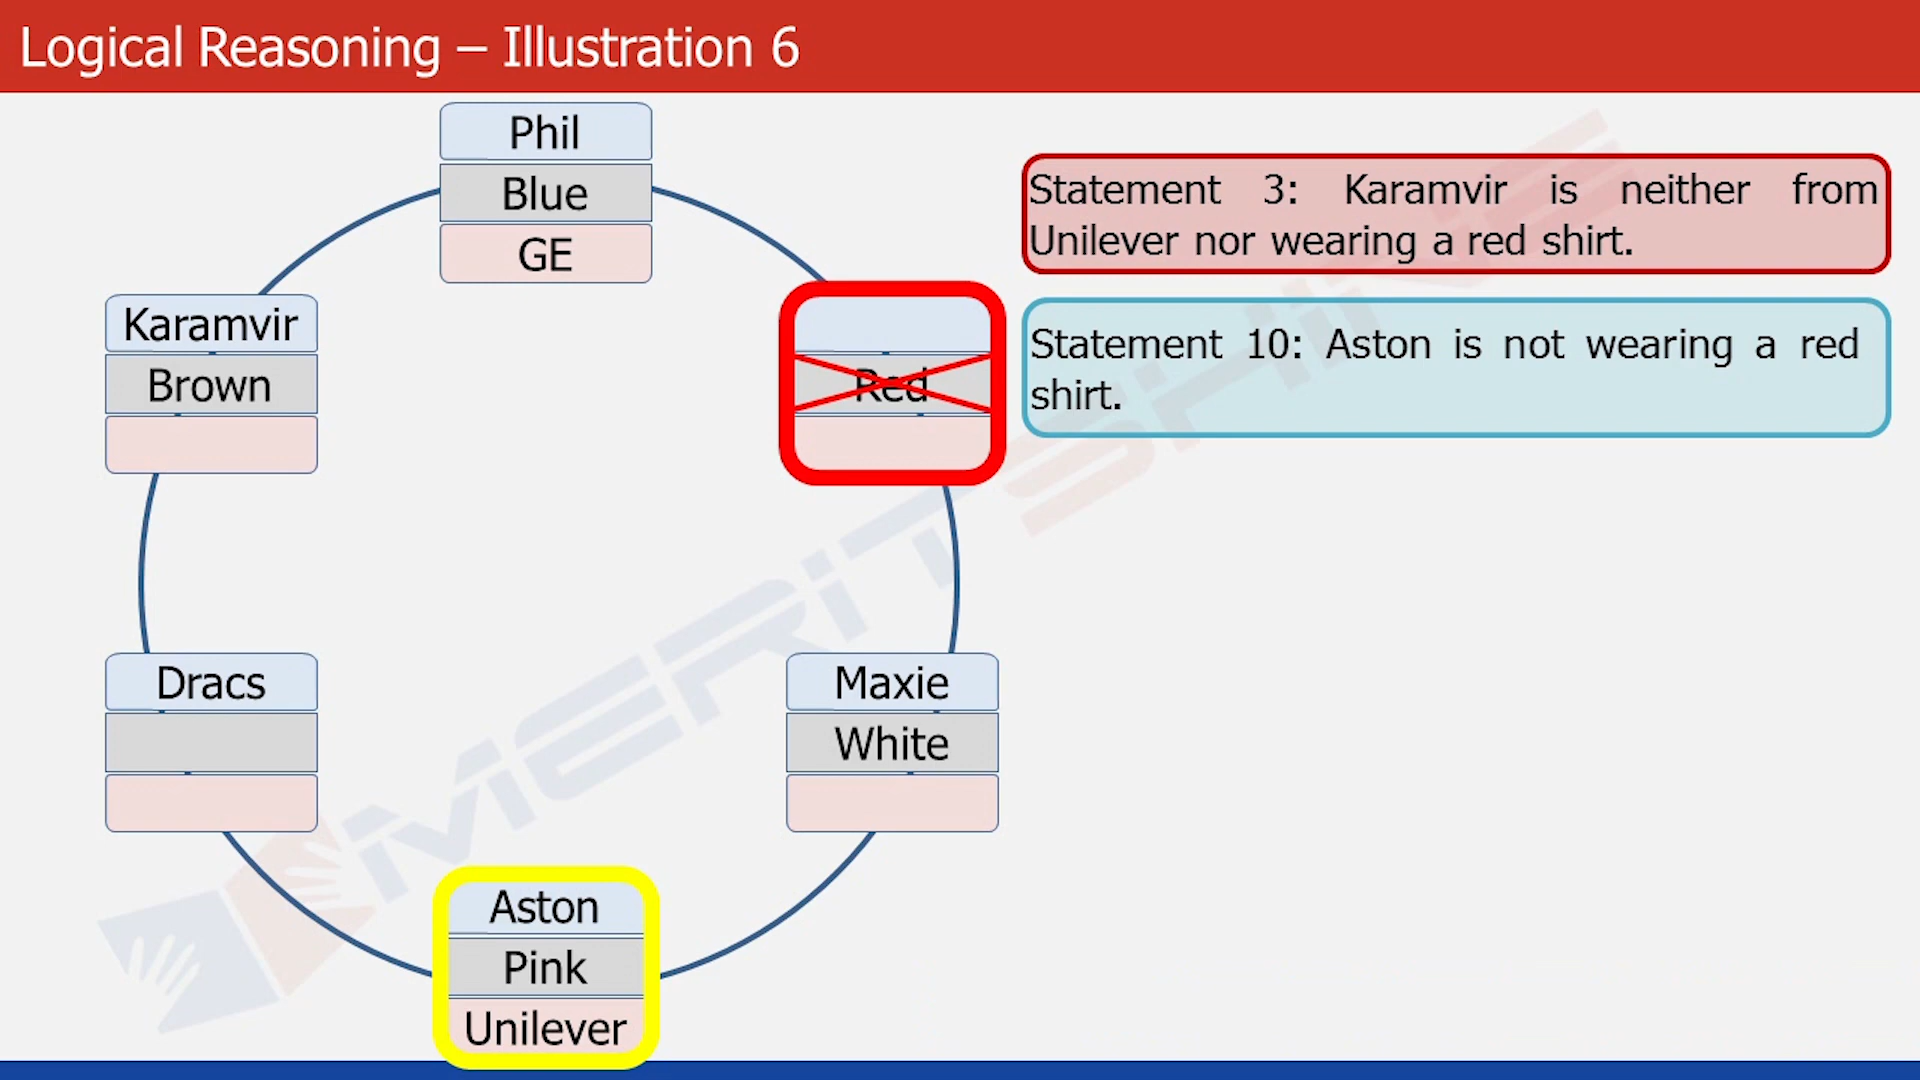 Logical Reasoning – Illustration 6
Phil
Blue
GE
Statement 3: Karamvir is neither from
Unilever nor wearing a red shirt.
Karamvir
Brown
Red
Statement 10: Aston is not wearing a red
shirt.
Dracs
Maxie
White
Aston
Pink
Unilever
MERiTSHiNE